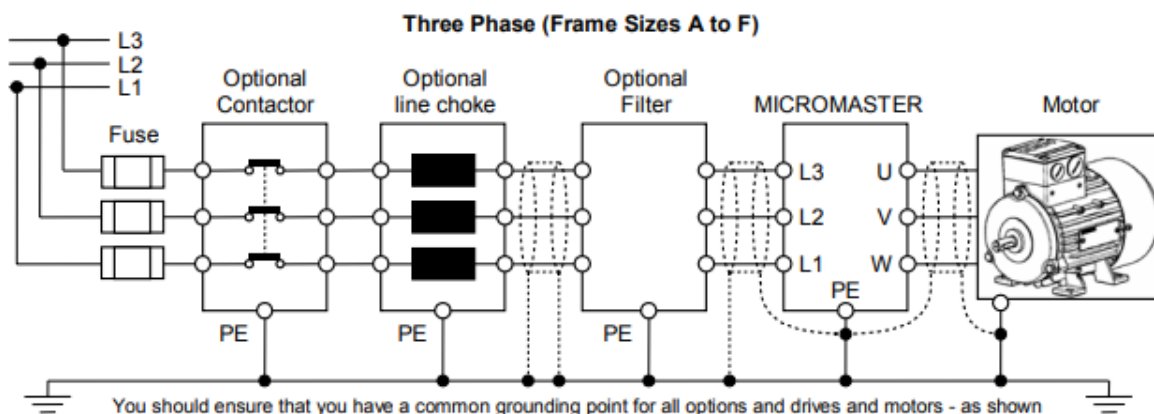 Three Phase (Frame Sizes A to F)
L3
L2
L1
Fuse
Optional
Contactor
Optional
line choke
Optional
Filter
MICROMASTER
Motor
L3
U
L2
V
L1
W
PE
PE
PE
PE
You should ensure that you have a common grounding point for all options and drives and motors - as shown